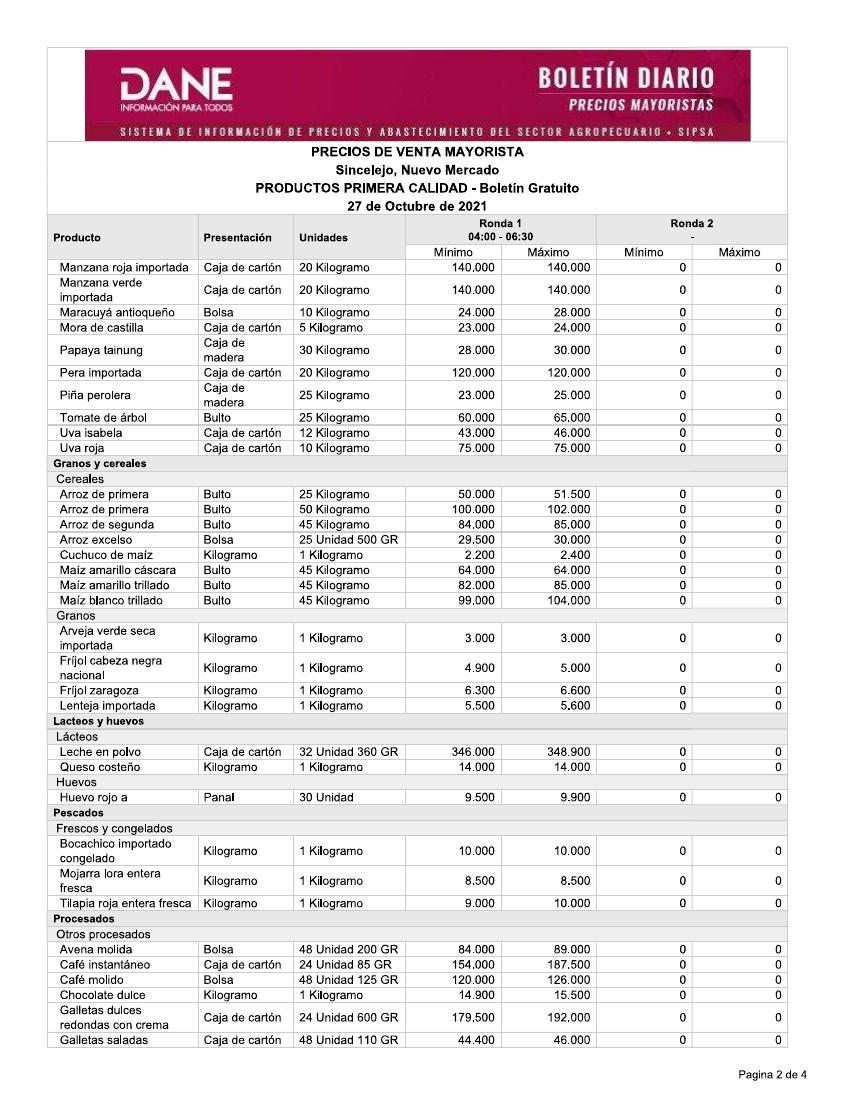 DANE
INFORMACIÓN PARA TODOS
BOLETÍN DIARIO
PRECIOS MAYORISTAS
SISTEMA DE INFORMACIÓN DE PRECIOS Y ABASTECIMIENTO DEL SECTOR AGROPECUARIO • SIPSA
PRECIOS DE VENTA MAYORISTA
Sincelejo, Nuevo Mercado
PRODUCTOS PRIMERA CALIDAD - Boletín Gratuito
27 de Octubre de 2021
Producto Presentación Unidades Ronda 1 04:00 - 06:30 Ronda 2 -
Mínimo Máximo Mínimo Máximo
Manzana roja importada Caja de cartón 20 Kilogramo 140.000 140.000 0 0
Manzana verde
importada Caja de cartón 20 Kilogramo 140.000 140.000 0 0
Maracuyá antioqueño Bolsa 10 Kilogramo 24.000 28.000 0 0
Mora de castilla Caja de cartón 5 Kilogramo 23.000 24.000 0 0
Papaya tainung Caja de
madera 30 Kilogramo 28.000 30.000 0 0
Pera importada Caja de cartón 20 Kilogramo 120.000 120.000 0 0
Piña perolera Caja de
madera 25 Kilogramo 23.000 25.000 0 0
Tomate de árbol Bulto 25 Kilogramo 60.000 65.000 0 0
Uva isabela Caja de cartón 12 Kilogramo 43.000 46.000 0 0
Uva roja Caja de cartón 10 Kilogramo 75.000 75.000 0 0
Granos y cereales
Cereales
Arroz de primera Bulto 25 Kilogramo 50.000 51.500 0 0
Arroz de primera Bulto 50 Kilogramo 100.000 102.000 0 0
Arroz de segunda Bulto 45 Kilogramo 84.000 85.000 0 0
Arroz excelso Bolsa 25 Unidad 500 GR 29.500 30.000 0 0
Cuchuco de maíz Kilogramo 1 Kilogramo 2.200 2.400 0 0
Maíz amarillo cáscara Bulto 45 Kilogramo 64.000 64.000 0 0
Maíz amarillo trillado Bulto 45 Kilogramo 82.000 85.000 0 0
Maíz blanco trillado Bulto 45 Kilogramo 99.000 104.000 0 0
Granos
Arveja verde seca
importada Kilogramo 1 Kilogramo 3.000 3.000 0 0
Fríjol cabeza negra
nacional Kilogramo 1 Kilogramo 4.900 5.000 0 0
Fríjol zaragoza Kilogramo 1 Kilogramo 6.300 6.600 0 0
Lenteja importada Kilogramo 1 Kilogramo 5.500 5.600 0 0
Lacteos y huevos
Lácteos
Leche en polvo Caja de cartón 32 Unidad 360 GR 346.000 348.900 0 0
Queso costeño Kilogramo 1 Kilogramo 14.000 14.000 0 0
Huevos
Huevo rojo a Panal 30 Unidad 9.500 9.900 0 0
Pescados
Frescos y congelados
Bocachico importado
congelado Kilogramo 1 Kilogramo 10.000 10.000 0 0
Mojarra lora entera
fresca Kilogramo 1 Kilogramo 8.500 8.500 0 0
Tilapia roja entera fresca Kilogramo 1 Kilogramo 9.000 10.000 0 0
Procesados
Otros procesados
Avena molida Bolsa 48 Unidad 200 GR 84.000 89.000 0 0
Café instantáneo Caja de cartón 24 Unidad 85 GR 154.000 187.500 0 0
Café molido Bolsa 48 Unidad 125 GR 120.000 126.000 0 0
Chocolate dulce Kilogramo 1 Kilogramo 14.900 15.500 0 0
Galletas dulces
redondas con crema Caja de cartón 24 Unidad 600 GR 179.500 192.000 0 0
Galletas saladas Caja de cartón 48 Unidad 110 GR 44.400 46.000 0 0
Pagina 2 de 4